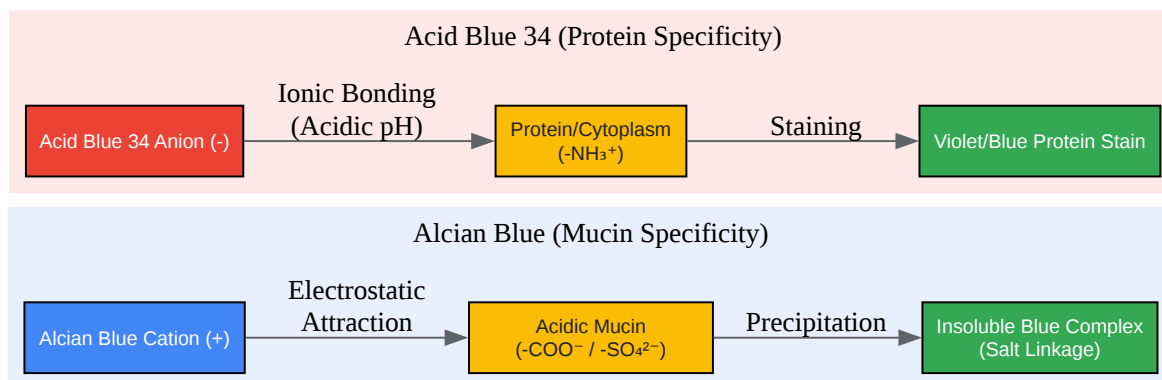 Acid Blue 34 (Protein Specificity)
Ionic Bonding
(Acidic pH)
Acid Blue 34 Anion (-)
Protein/Cytoplasm
(-NH₃⁺)
Staining
Violet/Blue Protein Stain
Alcian Blue (Mucin Specificity)
Electrostatic
Attraction
Alcian Blue Cation (+)
Acidic Mucin
(-COO⁻ / -SO₄²⁻)
Precipitation
Insoluble Blue Complex
(Salt Linkage)